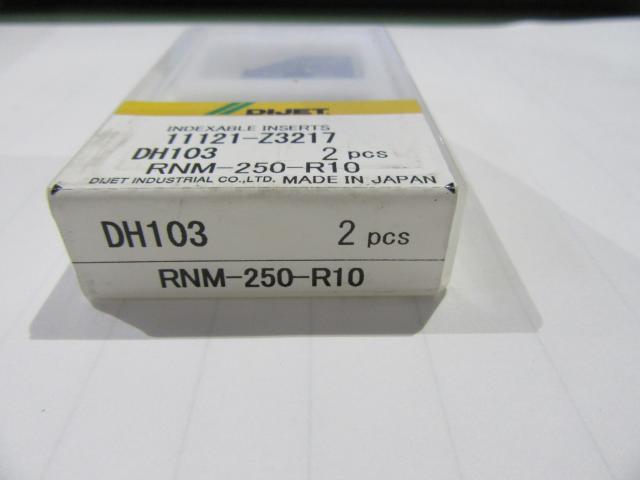 DIJET
INDEXABLE INSERTS
11121-Z3217
DH103 2 pcs
RNM-250-R10
DIJET INDUSTRIAL CO.,LTD. MADE IN JAPAN
DH103 2 pcs
RNM-250-R10